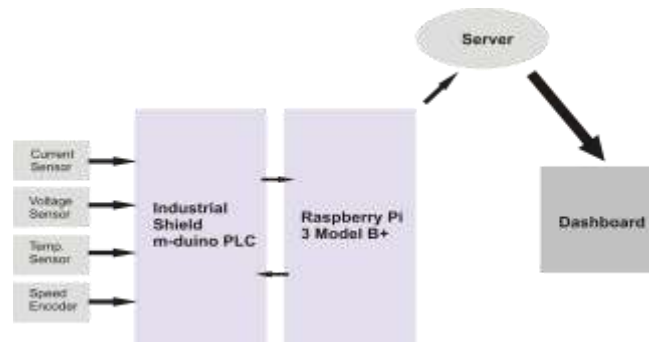 Server
Current
Sensor
Voltage
Sensor
Temp.
Sensor
Speed
Encoder
Industrial
Shield
m-duino PLC
Raspberry Pi
3 Model B+
Dashboard